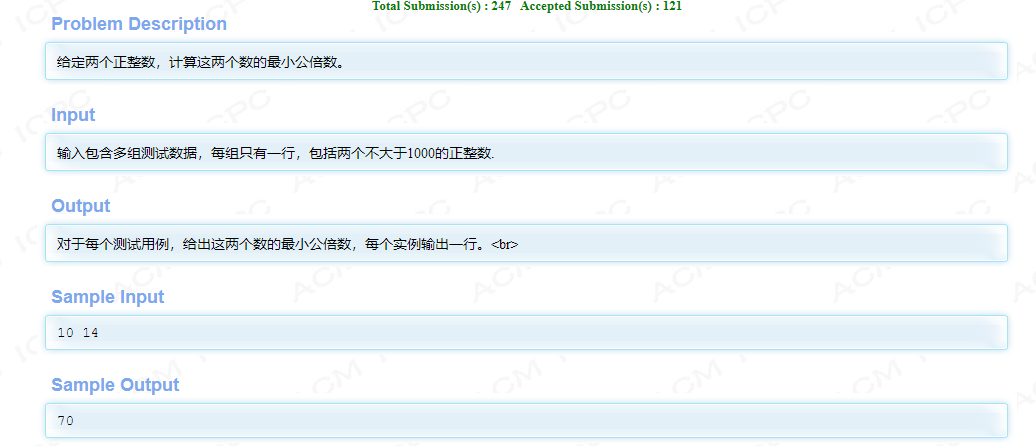 Total Submission(s) : 247   Accepted Submission(s) : 121
Problem Description
给定两个正整数，计算这两个数的最小公倍数。
Input
输入包含多组测试数据，每组只有一行，包括两个不大于1000的正整数.
Output
对于每个测试用例，给出这两个数的最小公倍数，每个实例输出一行。<br>
Sample Input
10 14
Sample Output
70